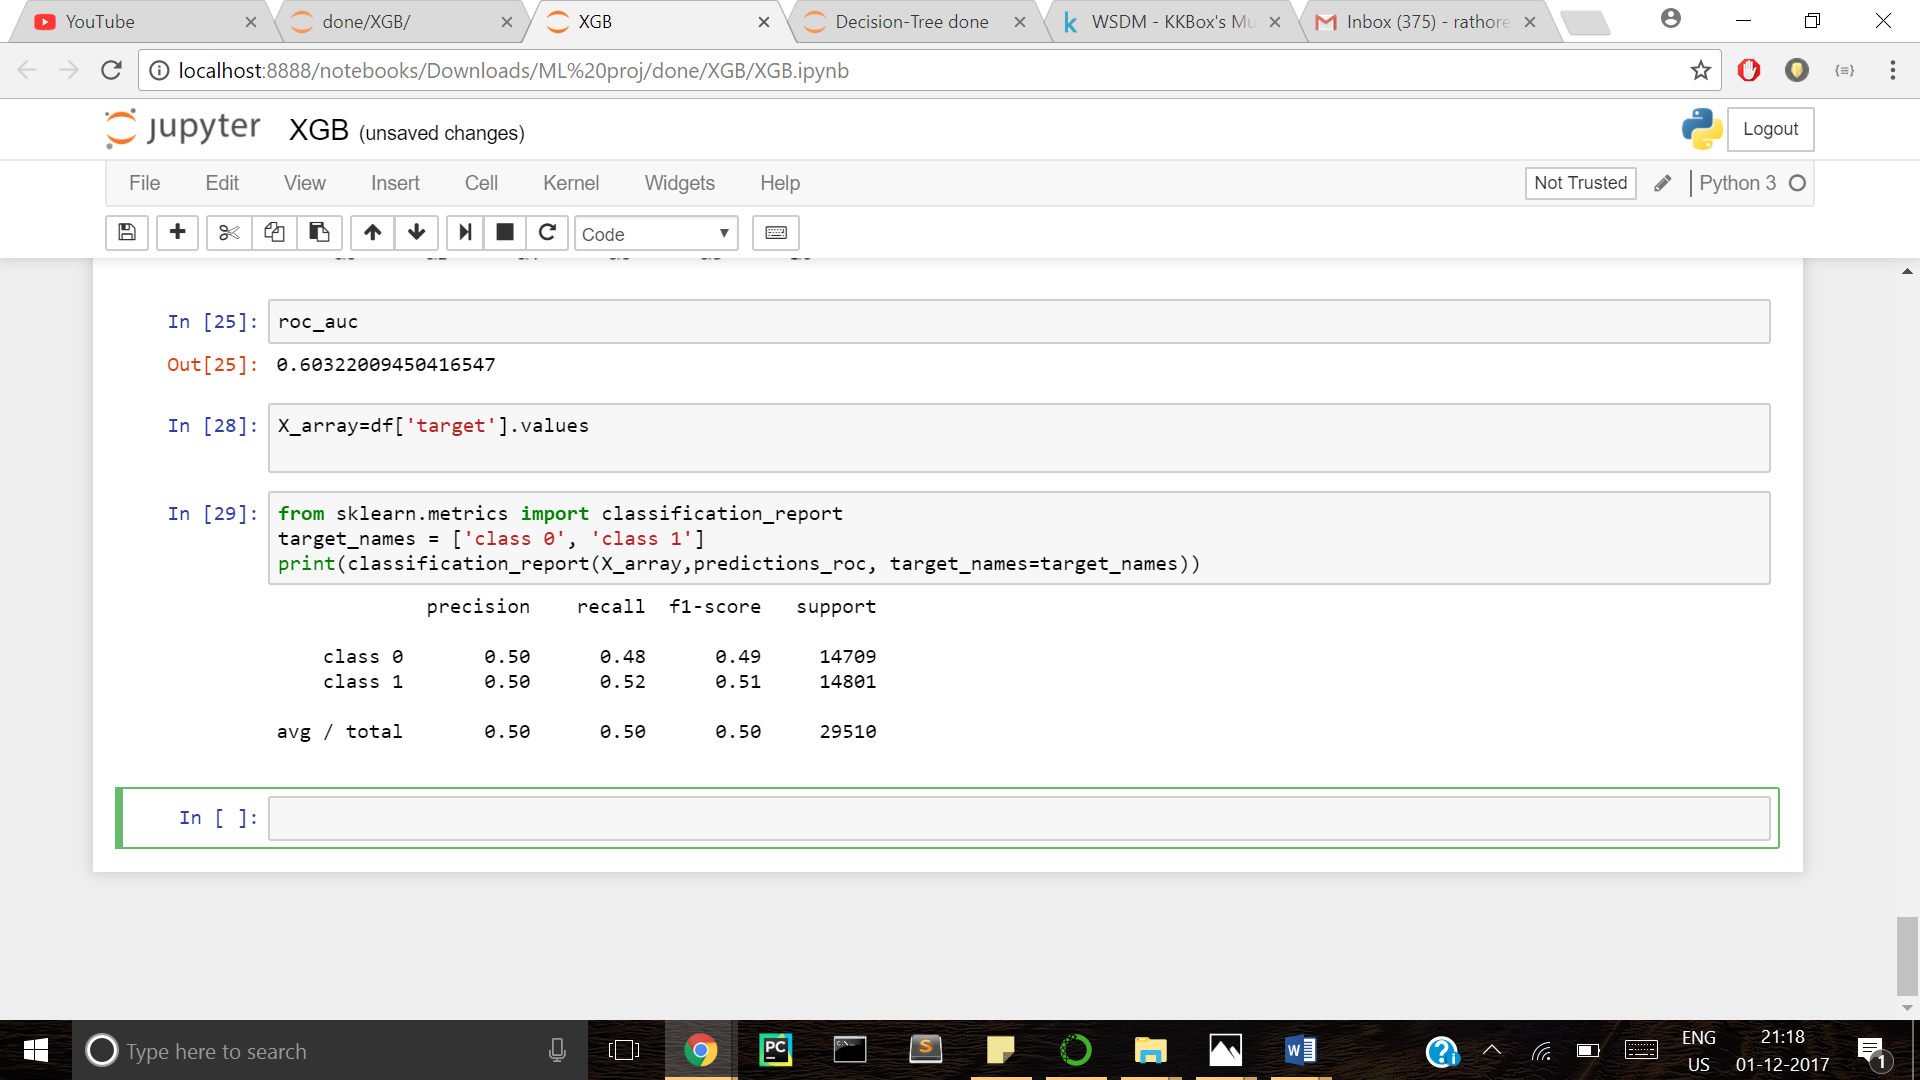 YouTube
done/XGB/
XGB
Decision-Tree done
WSDM - KKBox's Mu
Inbox (375) - rathore
localhost:8888/notebooks/Downloads/ML%20proj/done/XGB/XGB.ipynb
jupyter XGB (unsaved changes)
Logout
File Edit View Insert Cell Kernel Widgets Help
Not Trusted
Python 3
Code
In [25]: roc_auc
Out[25]: 0.60322009450416547
In [28]: X_array=df['target'].values
In [29]: from sklearn.metrics import classification_report
target_names = ['class 0', 'class 1']
print(classification_report(X_array,predictions_roc, target_names=target_names))
precision recall f1-score support
class 0 0.50 0.48 0.49 14709
class 1 0.50 0.52 0.51 14801
avg / total 0.50 0.50 0.50 29510
In [ ]:
Type here to search
PC
S
W
ENG
US
21:18
01-12-2017
1